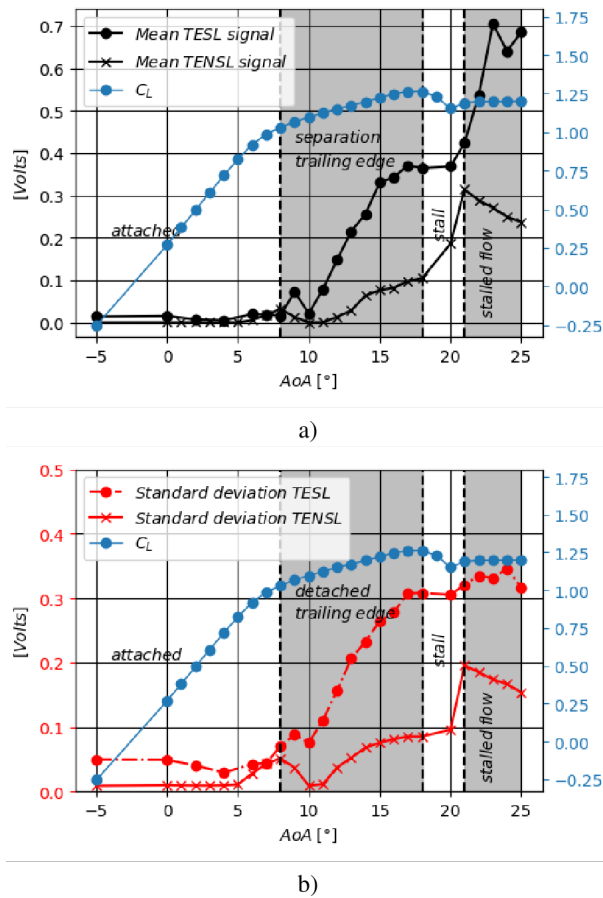 Mean TESL signal
Mean TENSL signal
C_L
0.7
0.6
0.5
0.4
0.3
0.2
0.1
0.0
[Volts]
1.75
1.50
1.25
1.00
0.75
0.50
0.25
0.00
−0.25
separation
trailing edge
attached
stall
stalled flow
−5 0 5 10 15 20 25
AoA [°]
a)
Standard deviation TESL
Standard deviation TENSL
C_L
0.5
0.4
0.3
0.2
0.1
0.0
[Volts]
1.75
1.50
1.25
1.00
0.75
0.50
0.25
0.00
−0.25
detached
trailing edge
attached
stall
stalled flow
−5 0 5 10 15 20 25
AoA [°]
b)